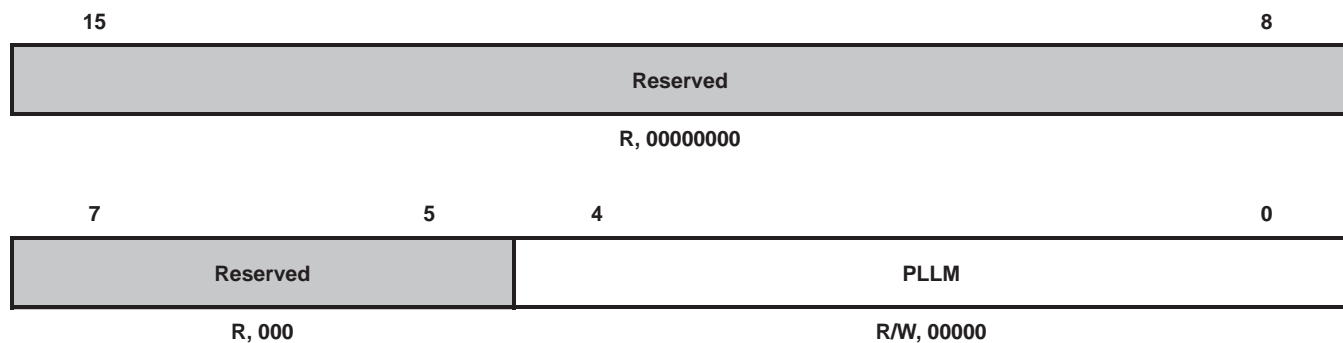 15 8
Reserved
R, 00000000
7 5 4 0
Reserved PLLM
R, 000 R/W, 00000